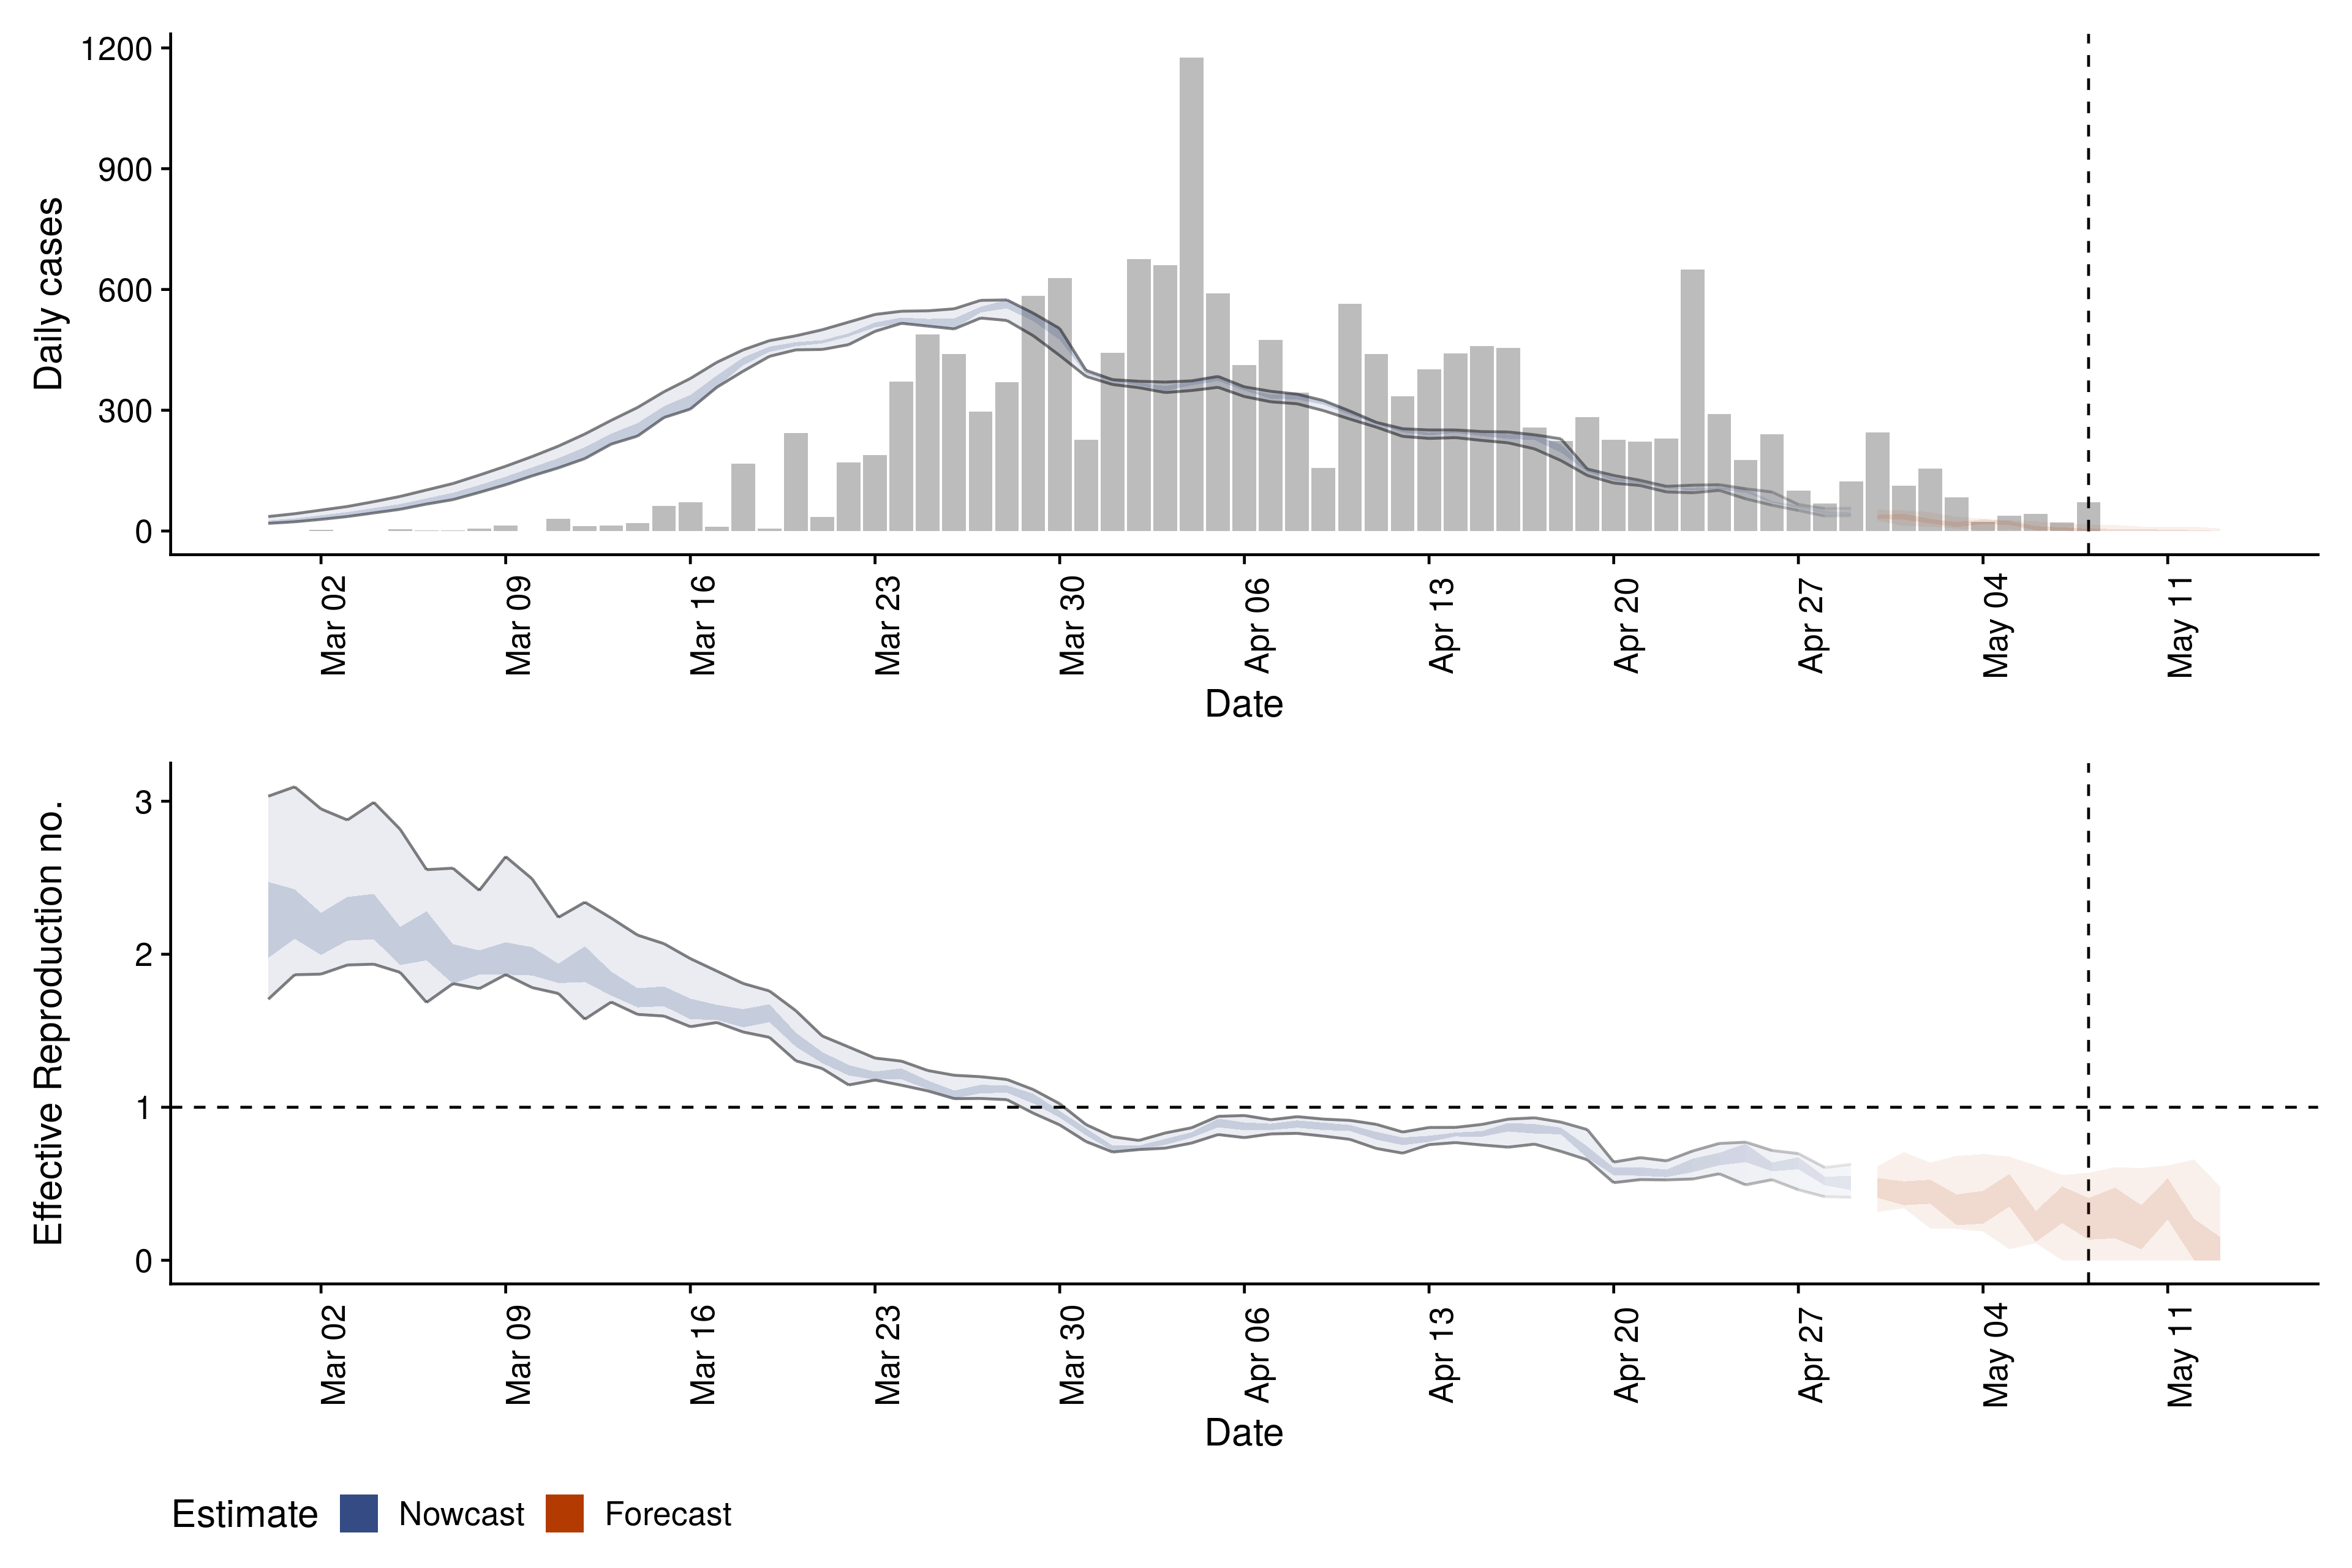 1200
900
600
300
0
Daily cases
Mar 02
Mar 09
Mar 16
Mar 23
Mar 30
Apr 06
Apr 13
Apr 20
Apr 27
May 04
May 11
Date
3
2
1
0
Effective Reproduction no.
Mar 02
Mar 09
Mar 16
Mar 23
Mar 30
Apr 06
Apr 13
Apr 20
Apr 27
May 04
May 11
Date
Estimate Nowcast Forecast